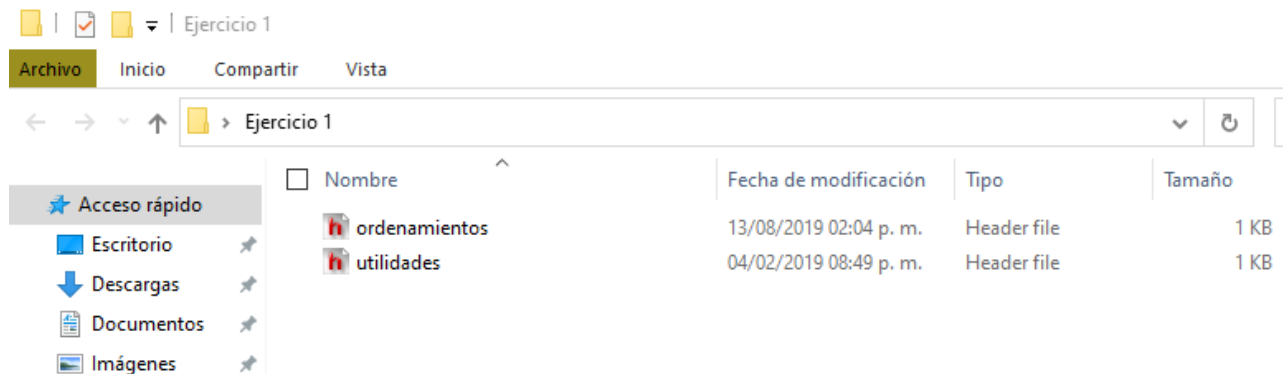 Ejercicio 1
Archivo Inicio Compartir Vista
Ejercicio 1
Nombre Fecha de modificación Tipo Tamaño
Acceso rápido
ordenamientos 13/08/2019 02:04 p. m. Header file 1 KB
Escritorio
utilidades 04/02/2019 08:49 p. m. Header file 1 KB
Descargas
Documentos
Imágenes